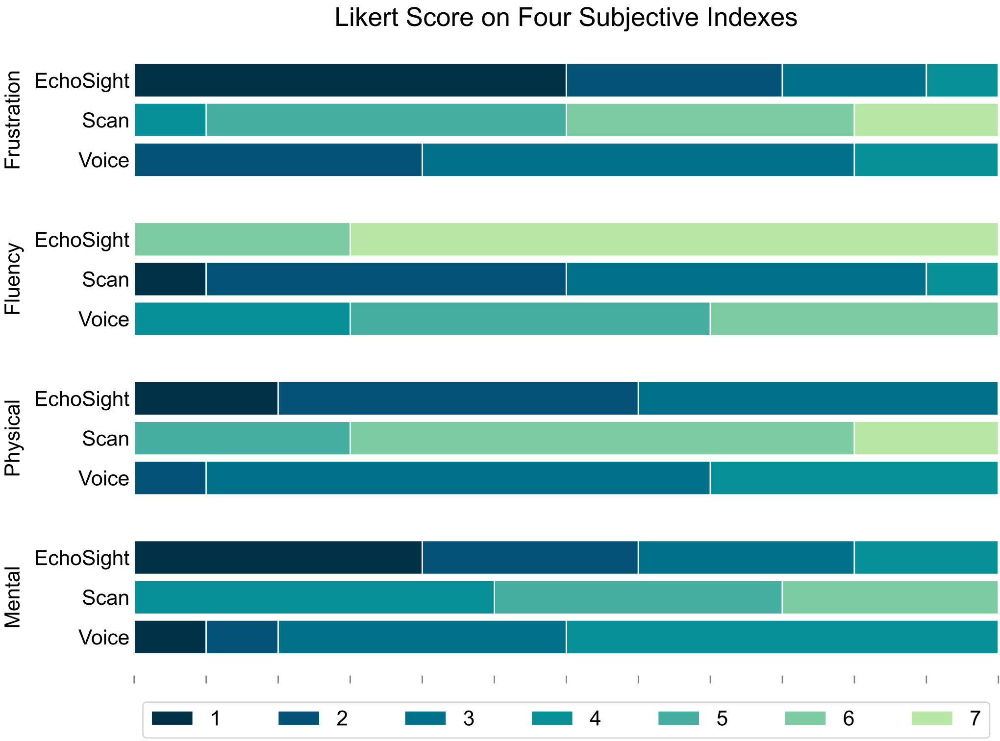 Likert Score on Four Subjective Indexes
Frustration
EchoSight
Scan
Voice
Fluency
EchoSight
Scan
Voice
Physical
EchoSight
Scan
Voice
Mental
EchoSight
Scan
Voice
1 2 3 4 5 6 7